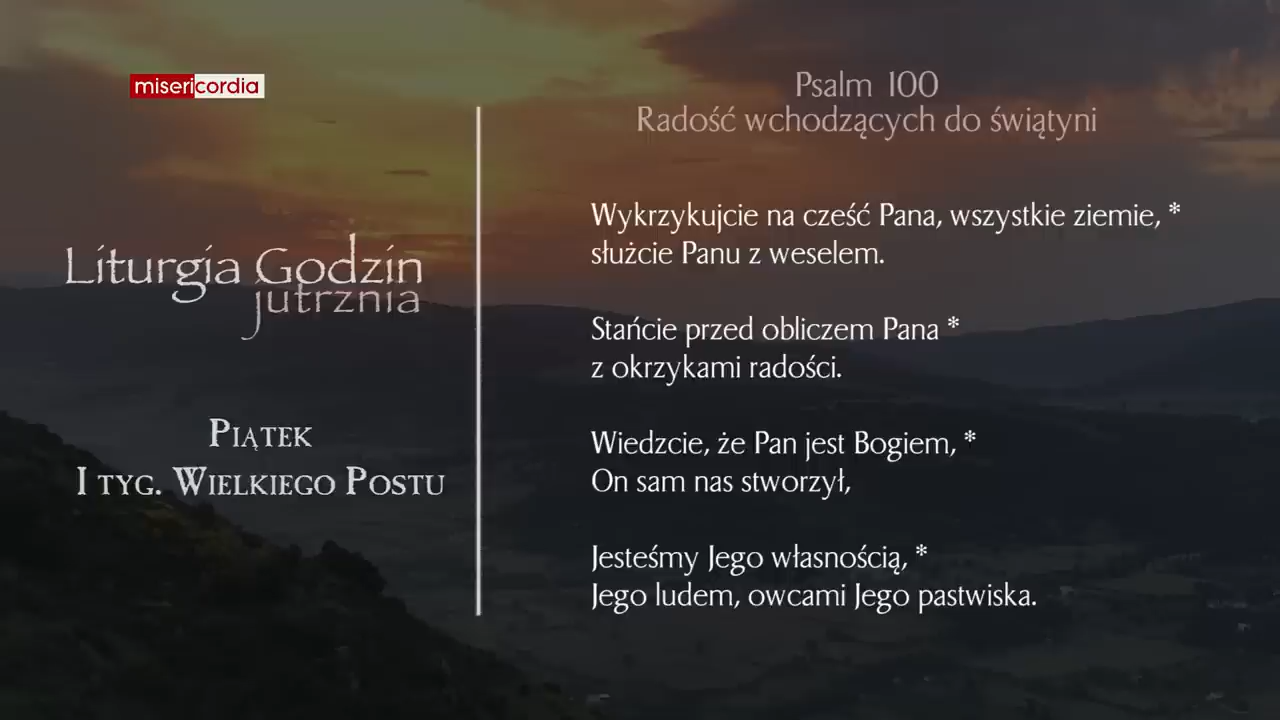 misericordia
Liturgia Godzin
jutrznia
Piątek
I tyg. Wielkiego Postu
Psalm 100
Radość wchodzących do świątyni
Wykrzykujcie na cześć Pana, wszystkie ziemie, *
służcie Panu z weselem.
Stańcie przed obliczem Pana *
z okrzykami radości.
Wiedzcie, że Pan jest Bogiem, *
On sam nas stworzył,
Jesteśmy Jego własnością, *
Jego ludem, owcami Jego pastwiska.